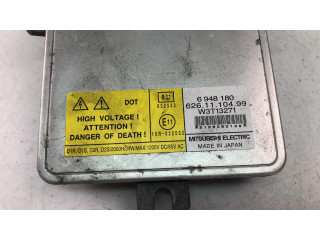 DOT
HIGH VOLTAGE !
ATTENTION !
DANGER OF DEATH !
E11
6 948 180
626.11.104.99
W3T13271
MITSUBISHI ELECTRIC
MADE IN JAPAN